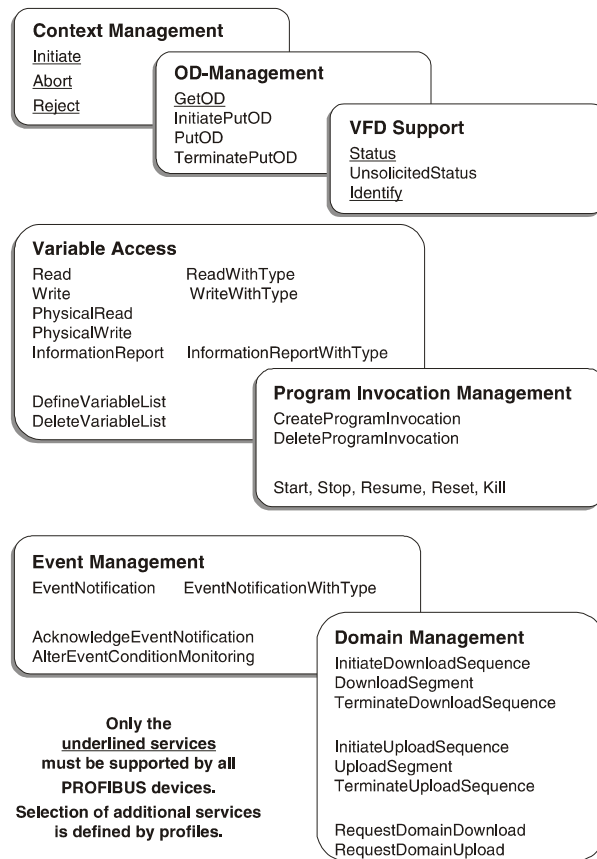 Context Management
Initiate
Abort
Reject
OD-Management
GetOD
InitiatePutOD
PutOD
TerminatePutOD
VFD Support
Status
UnsolicitedStatus
Identify
Variable Access
Read ReadWithType
Write WriteWithType
PhysicalRead
PhysicalWrite
InformationReport InformationReportWithType
DefineVariableList
DeleteVariableList
Program Invocation Management
CreateProgramInvocation
DeleteProgramInvocation
Start, Stop, Resume, Reset, Kill
Event Management
EventNotification EventNotificationWithType
AcknowledgeEventNotification
AlterEventConditionMonitoring
Domain Management
InitiateDownloadSequence
DownloadSegment
TerminateDownloadSequence
InitiateUploadSequence
UploadSegment
TerminateUploadSequence
RequestDomainDownload
RequestDomainUpload
Only the
underlined services
must be supported by all
PROFIBUS devices.
Selection of additional services
is defined by profiles.